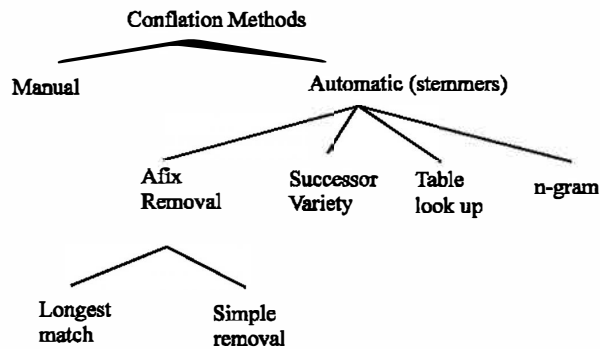 Conflation Methods
Manual
Automatic (stemmers)
Afix
Removal
Successor
Variety
Table
look up
n-gram
Longest
match
Simple
removal